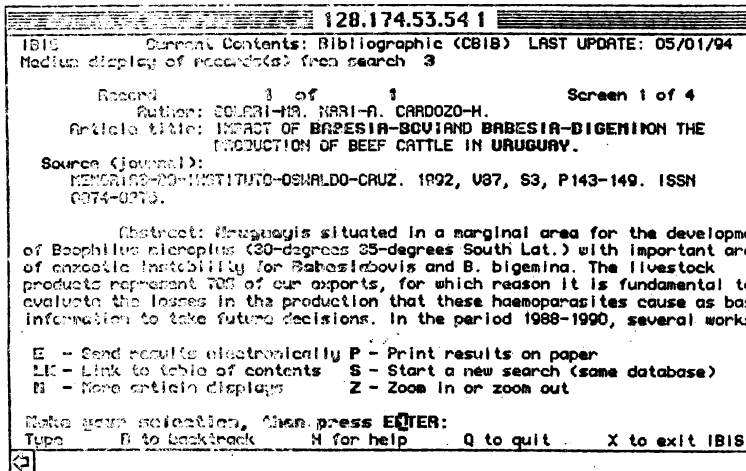 128.174.53.54 1
IBIS Current Contents: Bibliographic (CBIB) LAST UPDATE: 05/01/94
Medium display of records(s) from search 3
Record 1 of 1 Screen 1 of 4
Author: SOLARI-MA. NARI-A. CARDOZO-H.
Article title: IMPACT OF BABESIA-BOVIAND BABESIA-BIGEMINON THE
PRODUCTION OF BEEF CATTLE IN URUGUAY.
Source (journal):
MEMORIAS-DO-INSTITUTO-OSWALDO-CRUZ. 1992, V87, S3, P143-149. ISSN
0074-0276.
Abstract: Uruguayis situated in a marginal area for the developme
of Boophilus microplus (30-degrees 35-degrees South Lat.) with important are
of enzootic instability for Babesiabovis and B. bigemina. The livestock
products represent 70% of our exports, for which reason it is fundamental to
evaluate the losses in the production that these haemoparasites cause as bas
information to take future decisions. In the period 1988-1990, several works
E - Send results electronically P - Print results on paper
LK - Link to table of contents S - Start a new search (same database)
M - More article displays Z - Zoom in or zoom out
Make your selection, then press ENTER:
Type B to backtrack H for help Q to quit X to exit IBIS